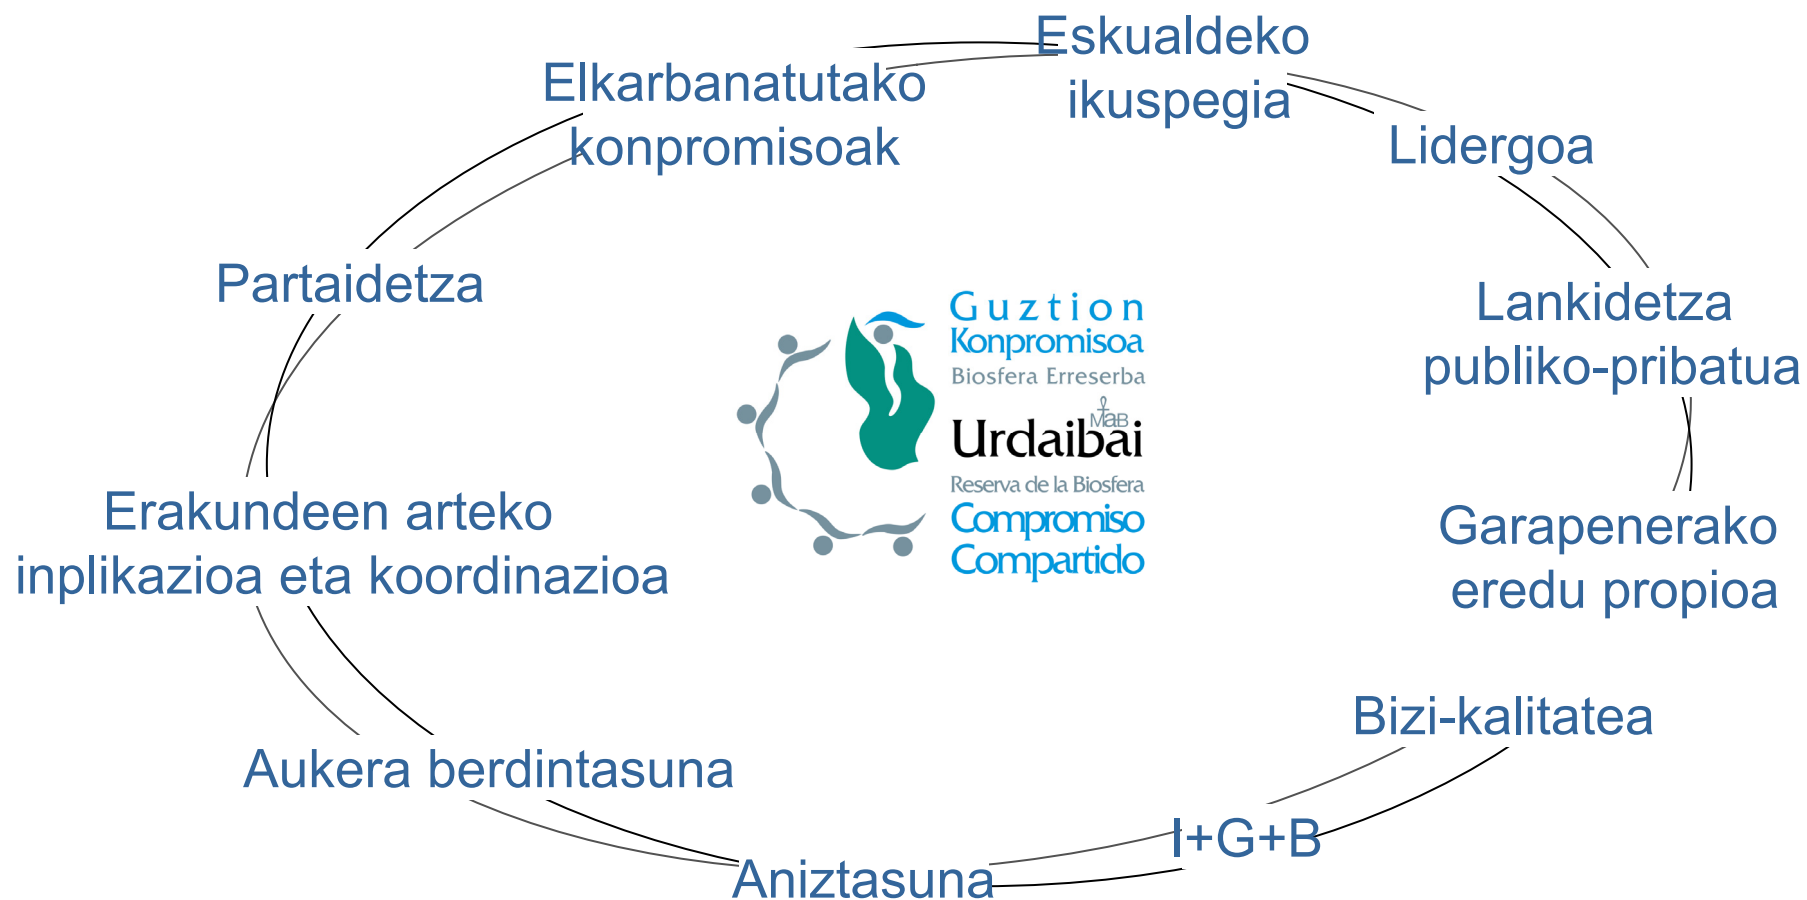 Eskualdeko
ikuspegia
Elkarbanatutako
konpromisoak
Lidergoa
Partaidetza
Lankidetza
publiko-pribatua
Guztion
Konpromisoa
Biosfera Erreserba
MaB
Urdaibai
Reserva de la Biosfera
Compromiso
Compartido
Erakundeen arteko
inplikazioa eta koordinazioa
Garapenerako
eredu propioa
Bizi-kalitatea
Aukera berdintasuna
I+G+B
Aniztasuna